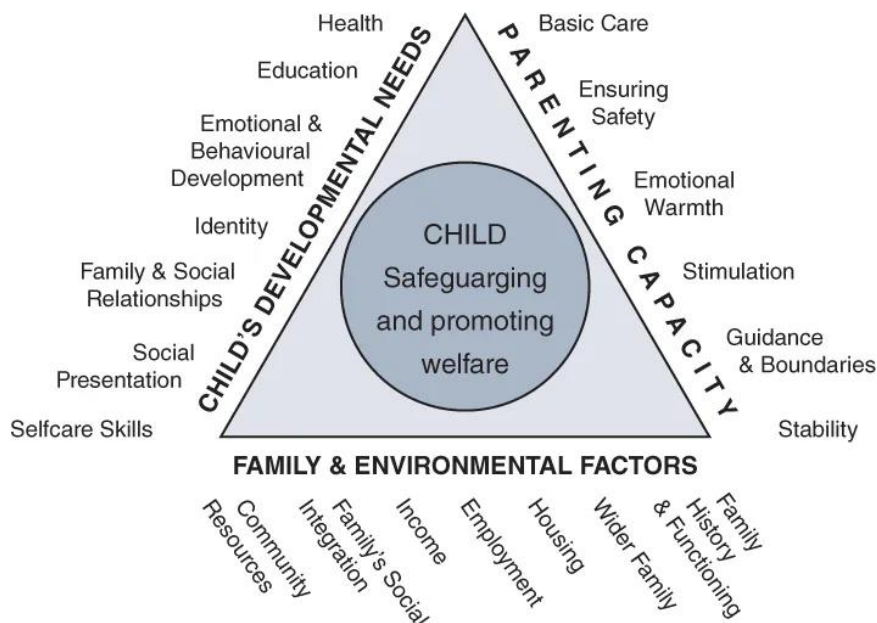 Health
Education
Emotional &
Behavioural
Development
Identity
Family & Social
Relationships
Social
Presentation
Selfcare Skills
CHILD'S DEVELOPMENTAL NEEDS
CHILD
Safeguarging
and promoting
welfare
PARENTING CAPACITY
Basic Care
Ensuring
Safety
Emotional
Warmth
Stimulation
Guidance
& Boundaries
Stability
FAMILY & ENVIRONMENTAL FACTORS
Community
Resources
Family's Social
Integration
Income
Employment
Housing
Wider Family
Family
History
& Functioning